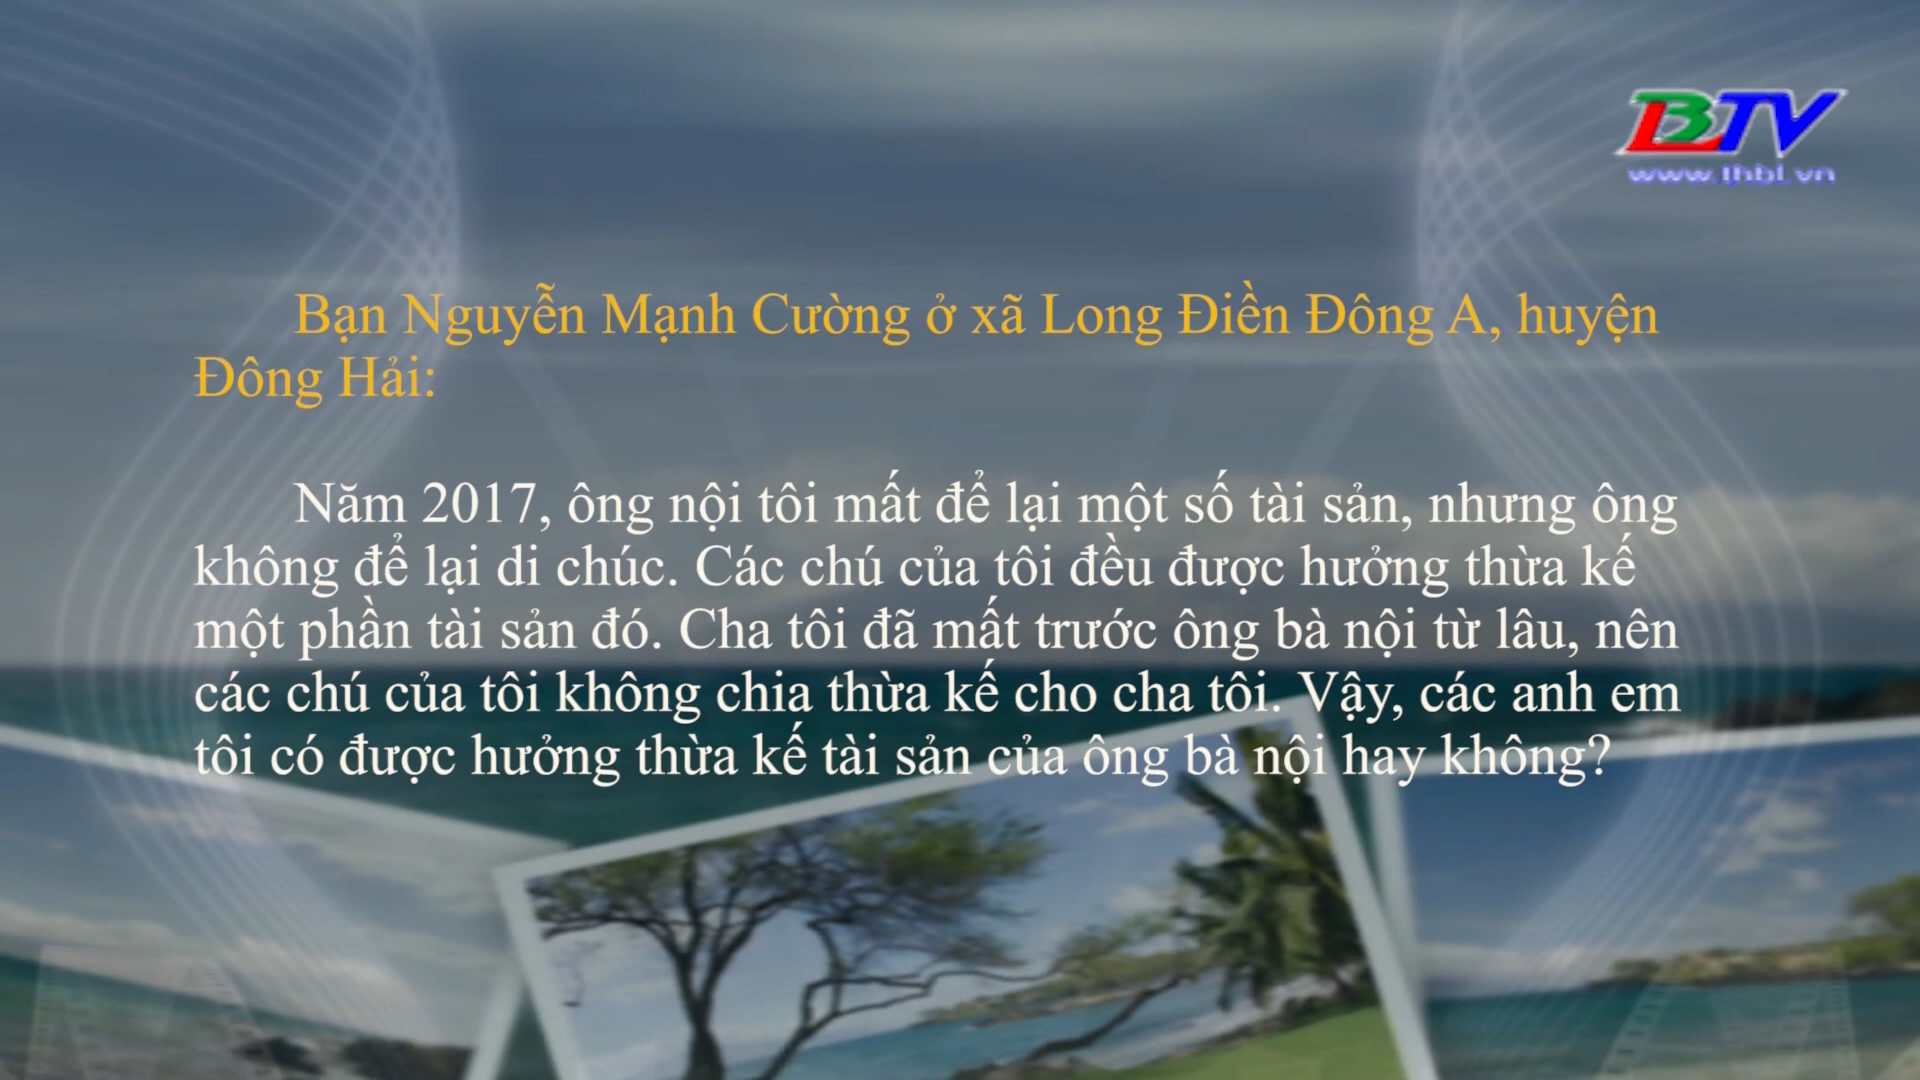 BTV
www.thbl.vn
Bạn Nguyễn Mạnh Cường ở xã Long Điền Đông A, huyện
Đông Hải:
Năm 2017, ông nội tôi mất để lại một số tài sản, nhưng ông
không để lại di chúc. Các chú của tôi đều được hưởng thừa kế
một phần tài sản đó. Cha tôi đã mất trước ông bà nội từ lâu, nên
các chú của tôi không chia thừa kế cho cha tôi. Vậy, các anh em
tôi có được hưởng thừa kế tài sản của ông bà nội hay không?